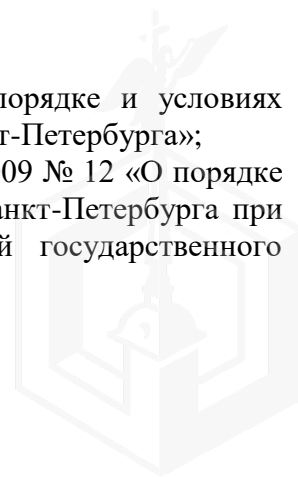 порядке и условиях
т-Петербурга»;
09 № 12 «О порядке
анкт-Петербурга при
й государственного